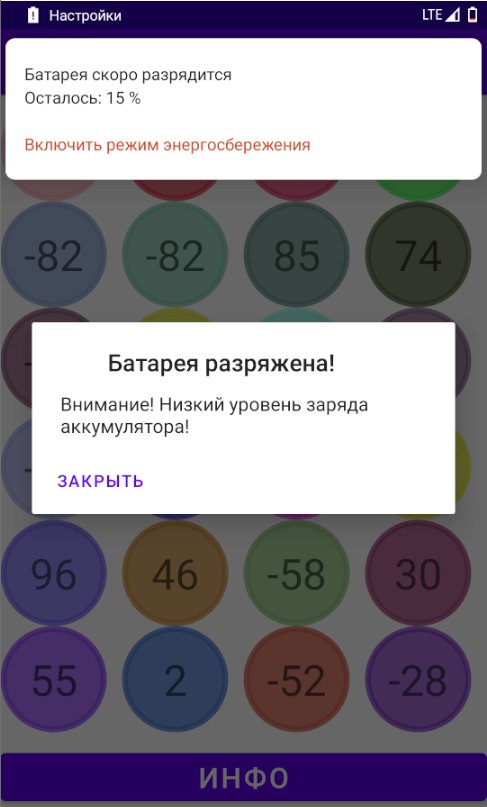 Настройки
LTE
Батарея скоро разрядится
Осталось: 15 %
Включить режим энергосбережения
-82 -82 85 74
Батарея разряжена!
Внимание! Низкий уровень заряда
аккумулятора!
ЗАКРЫТЬ
96 46 -58 30
55 2 -52 -28
ИНФО